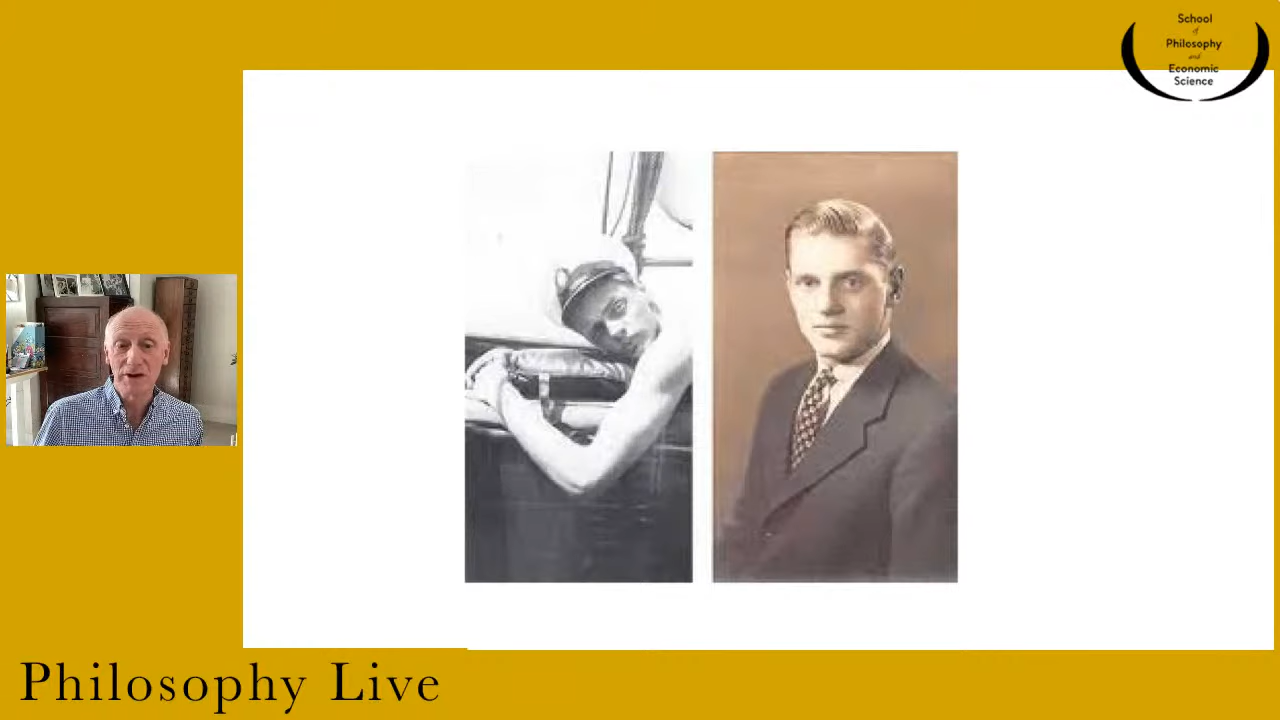 School
of
Philosophy
and
Economic
Science
Philosophy Live